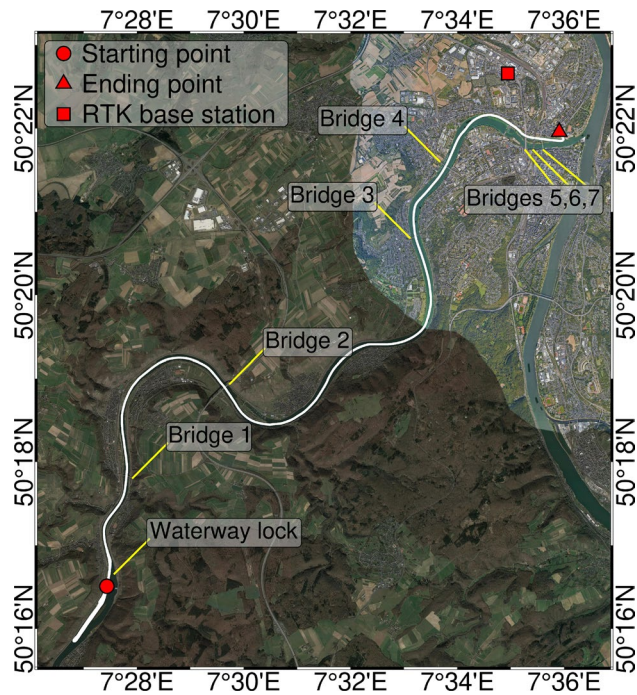 7°28'E 7°30'E 7°32'E 7°34'E 7°36'E
Starting point
Ending point
RTK base station
50°22'N 50°22'N
Bridge 4
Bridge 3
Bridges 5,6,7
50°20'N 50°20'N
Bridge 2
Bridge 1
50°18'N 50°18'N
Waterway lock
50°16'N 50°16'N
7°28'E 7°30'E 7°32'E 7°34'E 7°36'E